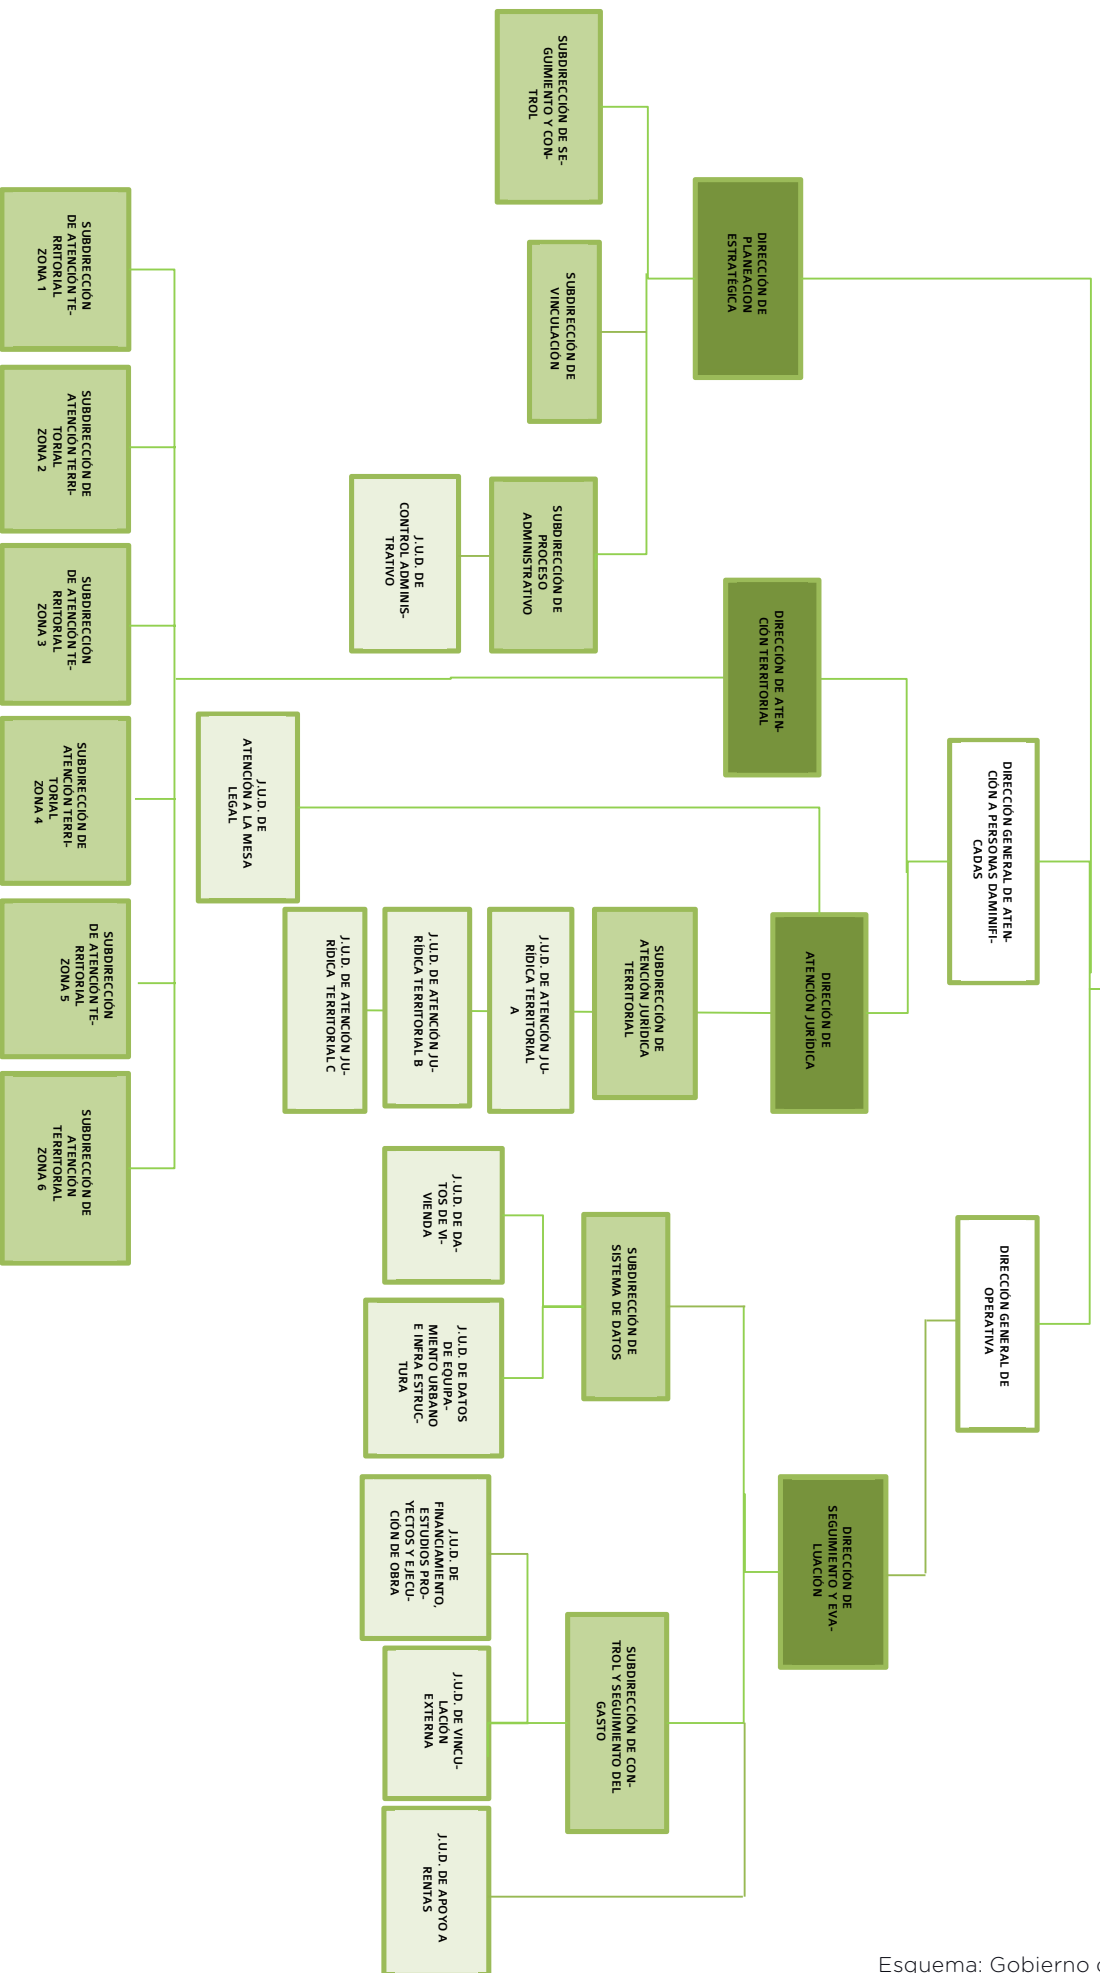 DIRECCIÓN GENERAL DE ATEN-
CIÓN A PERSONAS DAMINIFI-
CADAS
DIRECCIÓN GENERAL DE
OPERATIVA
DIRECCIÓN DE
PLANEACION
ESTRATÉGICA
DIRECCIÓN DE ATEN-
CIÓN TERRITORIAL
DIRECIÓN DE
ATENCIÓN JURÍDICA
DIRECCIÓN DE
SEGUIMIENTO Y EVA-
LUACIÓN
SUBDIRECCIÓN DE SE-
GUIMIENTO Y CON-
TROL
SUBDIRECCIÓN DE
VINCULACIÓN
SUBDIRECCIÓN DE
PROCESO
ADMINISTRATIVO
J.U.D. DE
CONTROL ADMINIS-
TRATIVO
SUBDIRECCIÓN DE
ATENCIÓN JURÍDICA
TERRITORIAL
J.U.D. DE ATENCIÓN JU-
RÍDICA TERRITORIAL
A
J.U.D. DE ATENCIÓN JU-
RÍDICA TERRITORIAL B
J.U.D. DE ATENCIÓN JU-
RÍDICA TERRITORIAL C
J.U.D. DE
ATENCIÓN A LA MESA
LEGAL
SUBDIRECCIÓN DE
SISTEMA DE DATOS
J.U.D. DE DA-
TOS DE VI-
VIENDA
J.U.D. DE DATOS
DE EQUIPA-
MIENTO URBANO
E INFRA ESTRUC-
TURA
SUBDIRECCIÓN DE CON-
TROL Y SEGUIMIENTO DEL
GASTO
J.U.D. DE
FINANCIAMIENTO,
ESTUDIOS PRO-
YECTOS Y EJECU-
CIÓN DE OBRA
J.U.D. DE VINCU-
LACIÓN
EXTERNA
J.U.D. DE APOYO A
RENTAS
SUBDIRECCIÓN
DE ATENCIÓN TE-
RRITORIAL
ZONA 1
SUBDIRECCIÓN DE
ATENCIÓN TERRI-
TORIAL
ZONA 2
SUBDIRECCIÓN
DE ATENCIÓN TE-
RRITORIAL
ZONA 3
SUBDIRECCIÓN DE
ATENCIÓN TERRI-
TORIAL
ZONA 4
SUBDIRECCIÓN
DE ATENCIÓN TE-
RRITORIAL
ZONA 5
SUBDIRECCIÓN DE
ATENCIÓN
TERRITORIAL
ZONA 6
Esquema: Gobierno